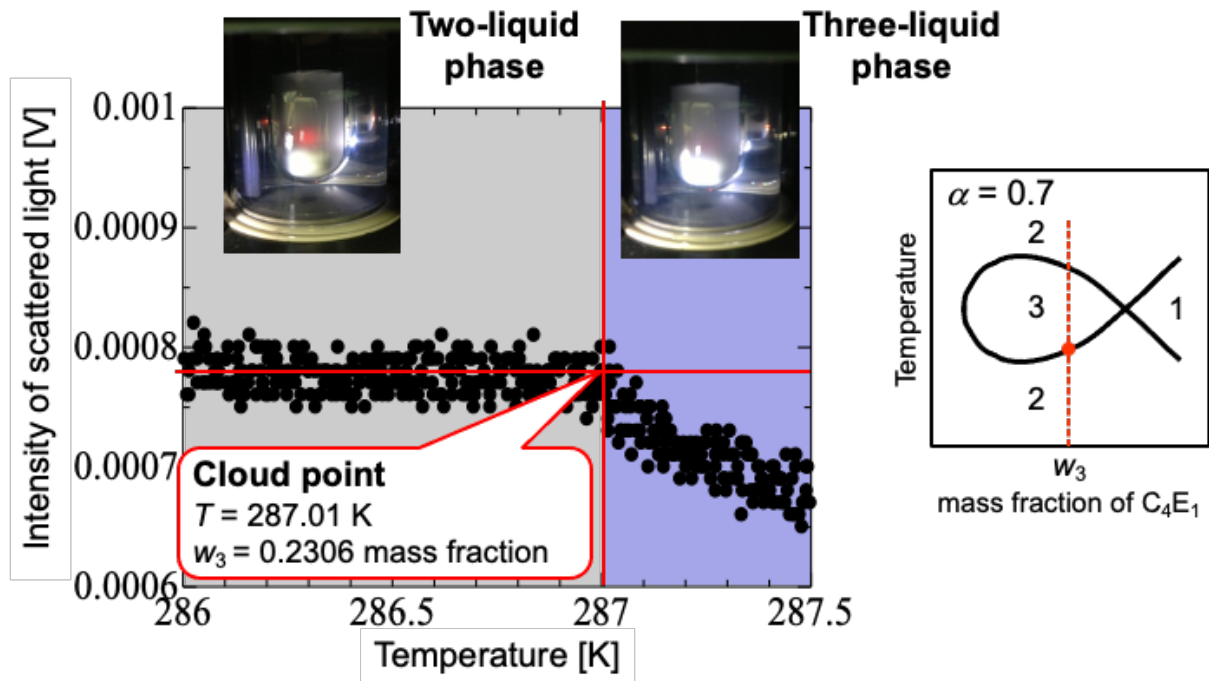 Two-liquid
phase
Three-liquid
phase
Intensity of scattered light [V]
0.001
0.0009
0.0008
0.0007
0.0006
286
286.5
287
287.5
Temperature [K]
Cloud point
T = 287.01 K
w3 = 0.2306 mass fraction
α = 0.7
2
3
1
2
Temperature
w3
mass fraction of C4E1